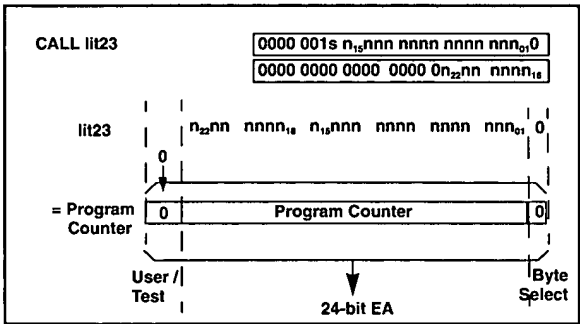 CALL lit23
0000 001s n₁₅nnn nnnn nnnn nnn₀₁0
0000 0000 0000 0000 0n₂₂nn nnnn₁₆
lit23 n₂₂nn nnnn₁₆ n₁₅nnn nnnn nnnn nnn₀₁ 0
0
= Program Counter 0 Program Counter 0
User / Test
Byte Select
24-bit EA